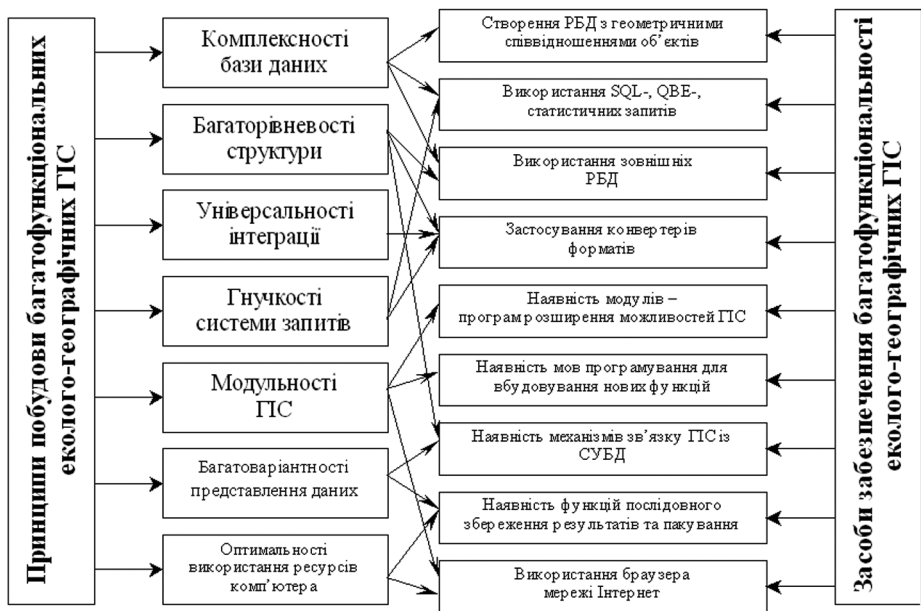 Принципи побудови багатофункціональних
еколого-географічних ГІС
Комплексності
бази даних
Багаторівневості
структури
Універсальності
інтеграції
Гнучкості
системи запитів
Модульності
ГІС
Багатоваріантності
представлення даних
Оптимальності
використання ресурсів
комп’ютера
Створення РБД з геометричними
співвідношеннями об’єктів
Використання SQL-, QBE-,
статистичних запитів
Використання зовнішніх
РБД
Застосування конвертерів
форматів
Наявність модулів –
програм розширення можливостей ГІС
Наявність мов програмування для
вбудовування нових функцій
Наявність механізмів зв’язку ГІС із
СУБД
Наявність функцій послідовного
збереження результатів та пакування
Використання браузера
мережі Інтернет
Засоби забезпечення багатофункціональності
еколого-географічних ГІС